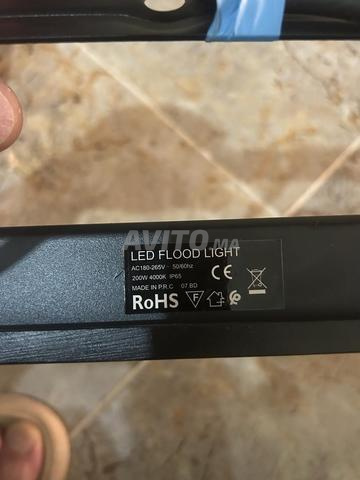 AVITO.ma
LED FLOOD LIGHT
AC180-265V 50/60hz
200W 4000K IP65
MADE IN P.R.C 07.BD
CE
RoHS
F